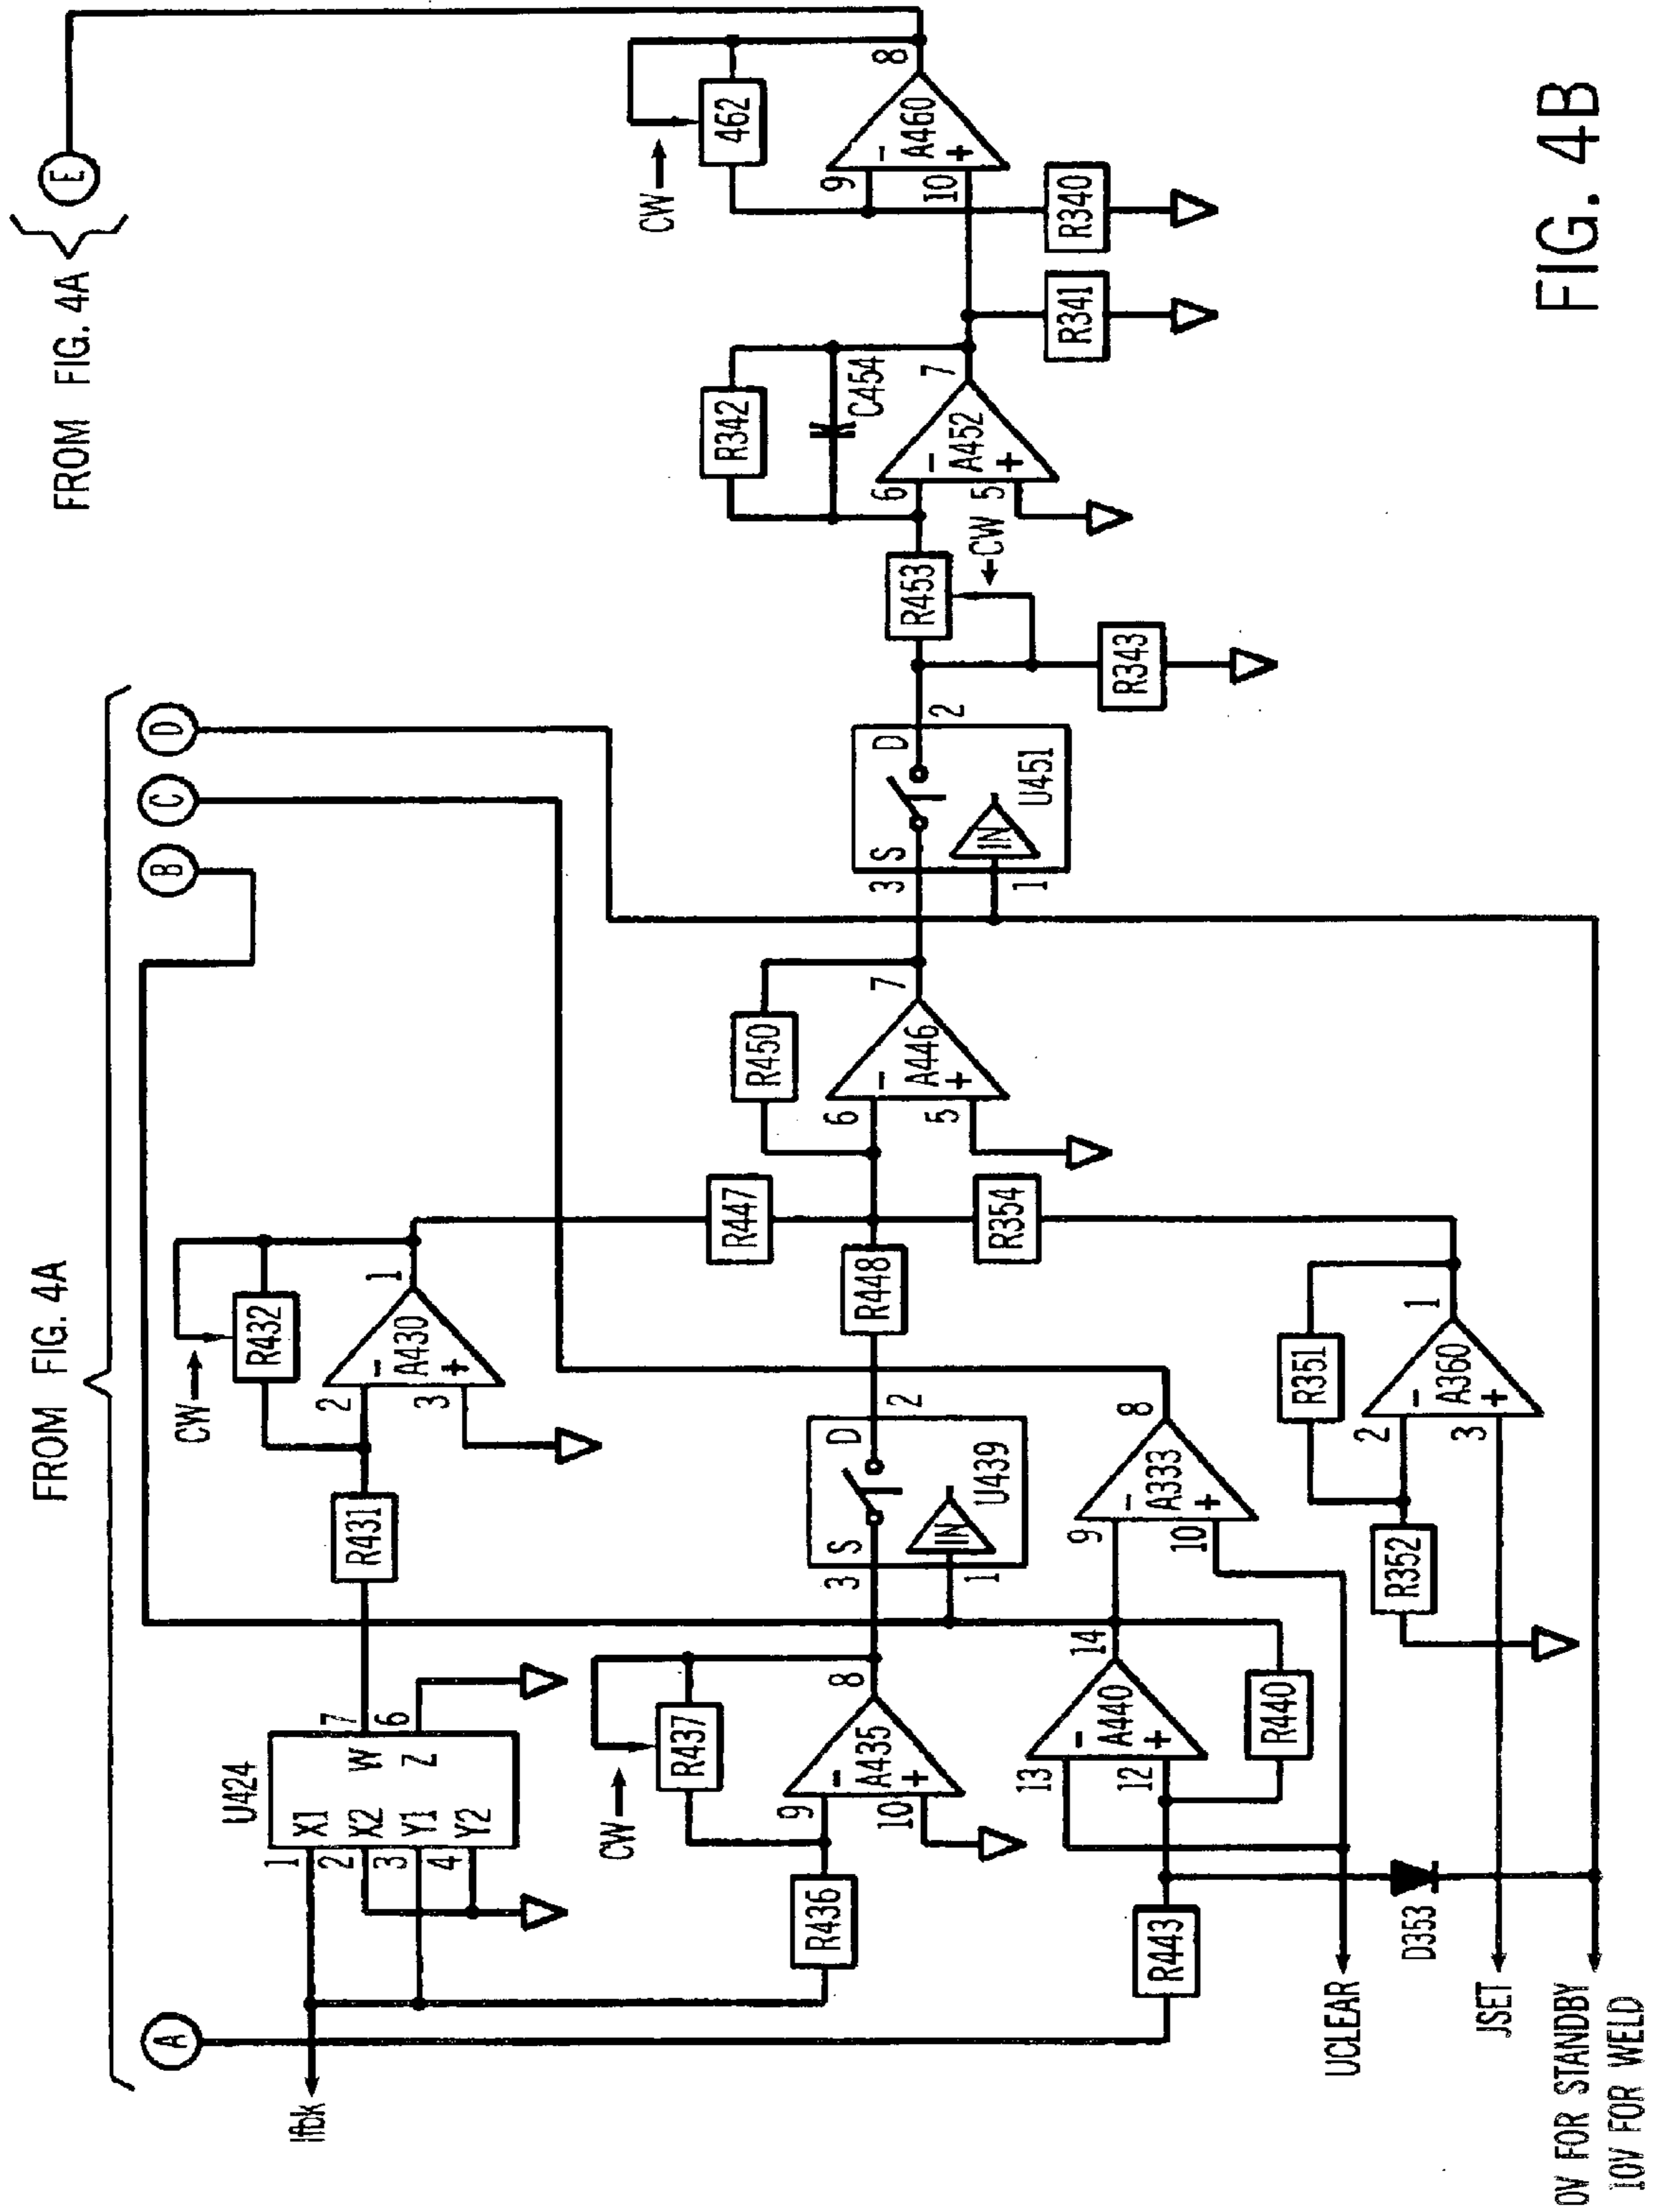 FROM FIG. 4A
FROM FIG. 4A
A
B
C
D
E
Ifbk
U424
1 X1
2 X2
3 Y1
4 Y2
W 7
Z 6
R431
CW
R432
2 -
A430
3 +
1
R436
CW
R437
9 -
A435
10 +
8
3 S
D 2
IN
1
U439
R448
R447
R354
R450
6 -
A446
5 +
7
3 S
D 2
IN
1
U451
R343
R453
CW
R342
C454
6 -
A452
5 +
7
R341
R340
CW
462
9 -
A460
10 +
8
R443
13 -
A440
12 +
14
R440
9 -
A333
10 +
8
UCLEAR
D353
R352
R351
2 -
A360
3 +
1
JSET
0V FOR STANDBY
10V FOR WELD
FIG. 4B